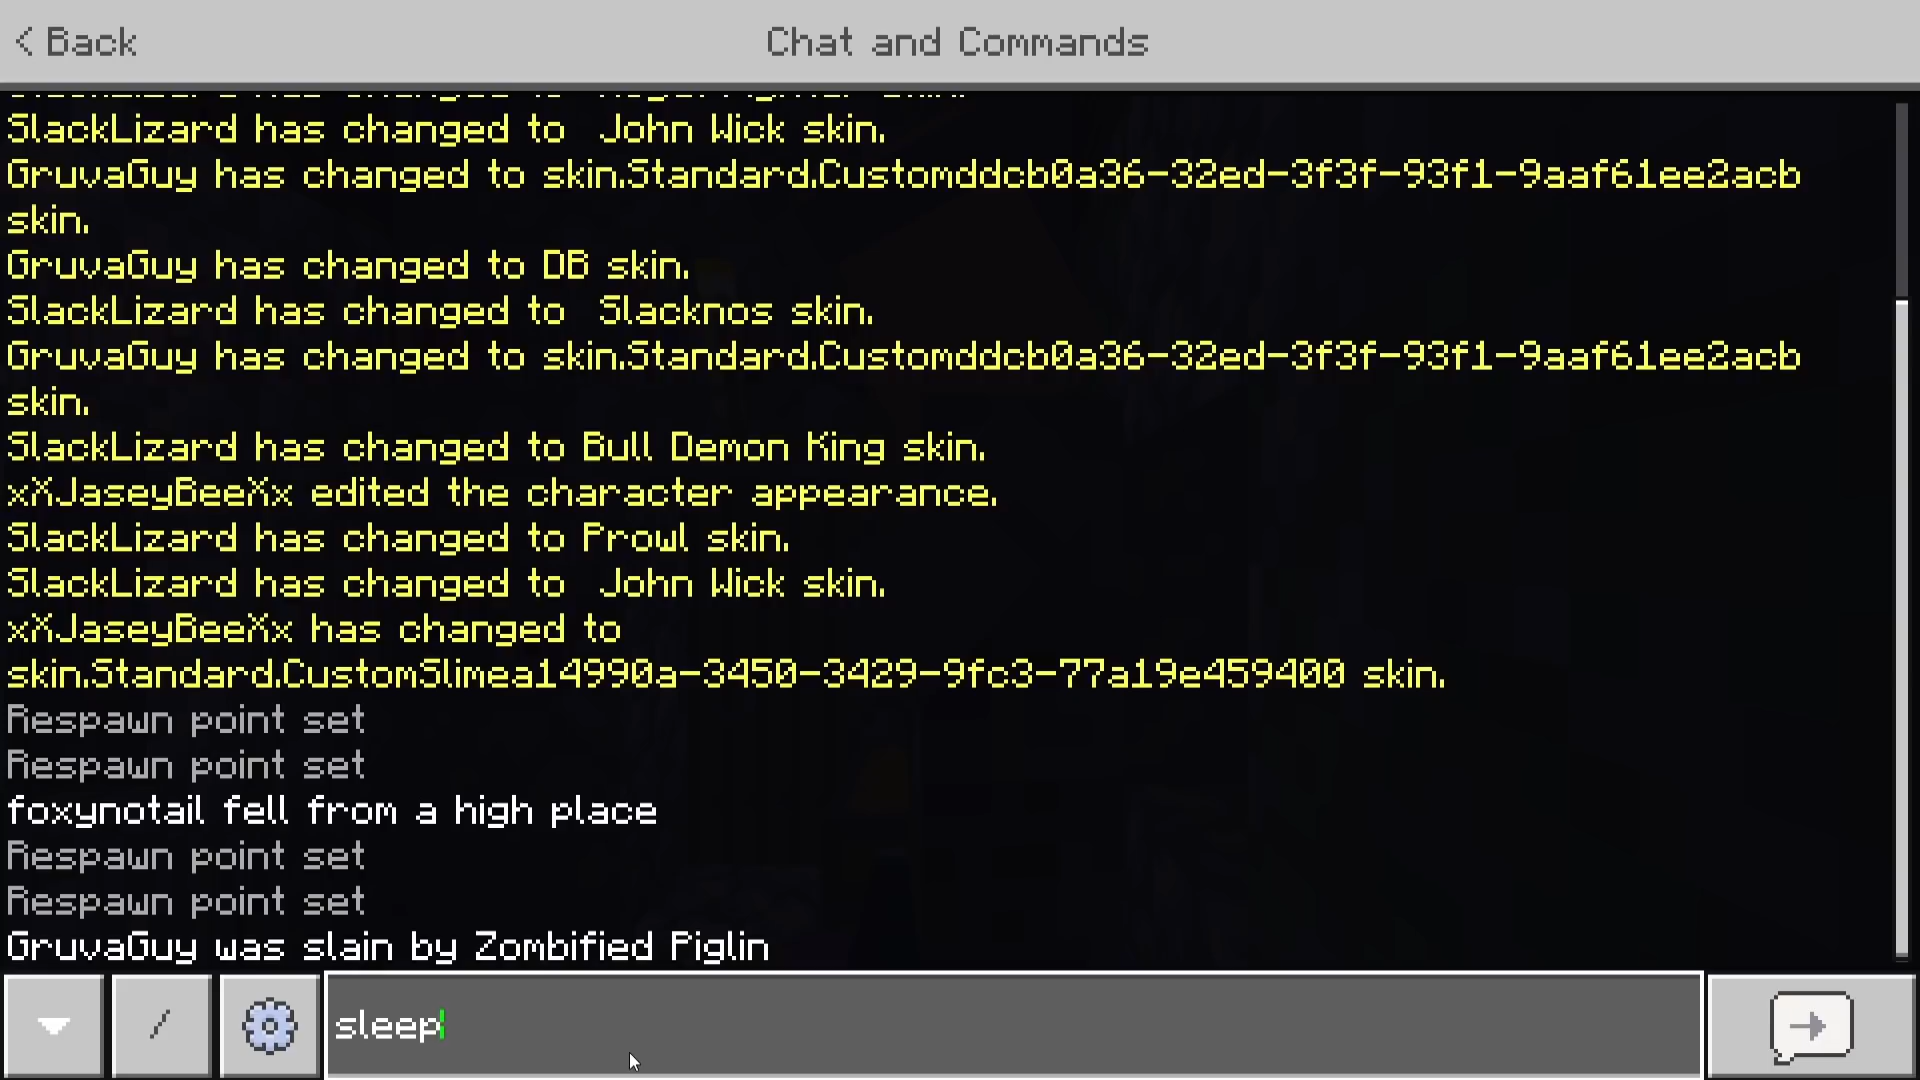 < Back
Chat and Commands
SlackLizard has changed to  John Wick skin.
GruvaGuy has changed to skin.Standard.Customddcb0a36-32ed-3f3f-93f1-9aaf61ee2acb
skin.
GruvaGuy has changed to DB skin.
SlackLizard has changed to  Slacknos skin.
GruvaGuy has changed to skin.Standard.Customddcb0a36-32ed-3f3f-93f1-9aaf61ee2acb
skin.
SlackLizard has changed to Bull Demon King skin.
xXJaseyBeeXx edited the character appearance.
SlackLizard has changed to Prowl skin.
SlackLizard has changed to  John Wick skin.
xXJaseyBeeXx has changed to
skin.Standard.CustomSlimea14990a-3450-3429-9fc3-77a19e459400 skin.
Respawn point set
Respawn point set
foxynotail fell from a high place
Respawn point set
Respawn point set
GruvaGuy was slain by Zombified Piglin
/
sleep